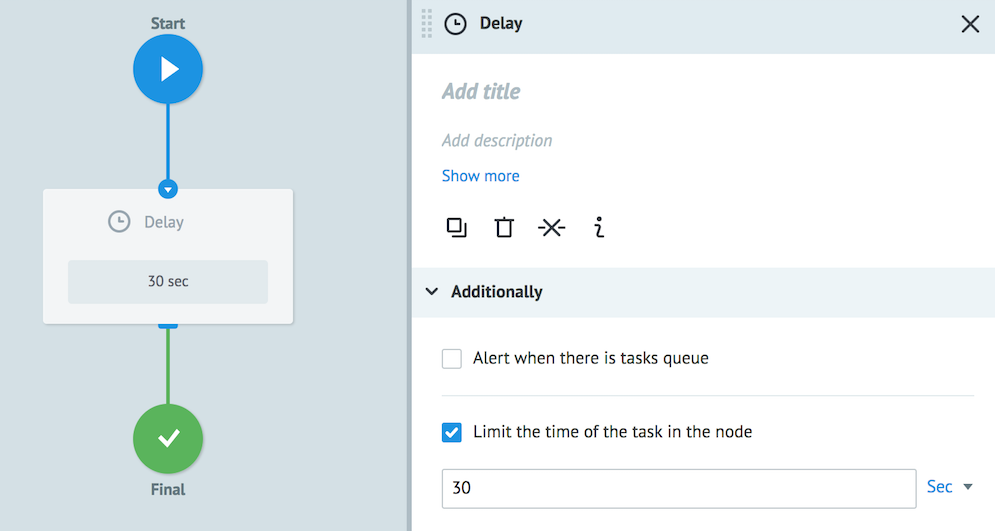 Start
Delay
30 sec
Final
Delay
Add title
Add description
Show more
Additionally
Alert when there is tasks queue
Limit the time of the task in the node
30 Sec